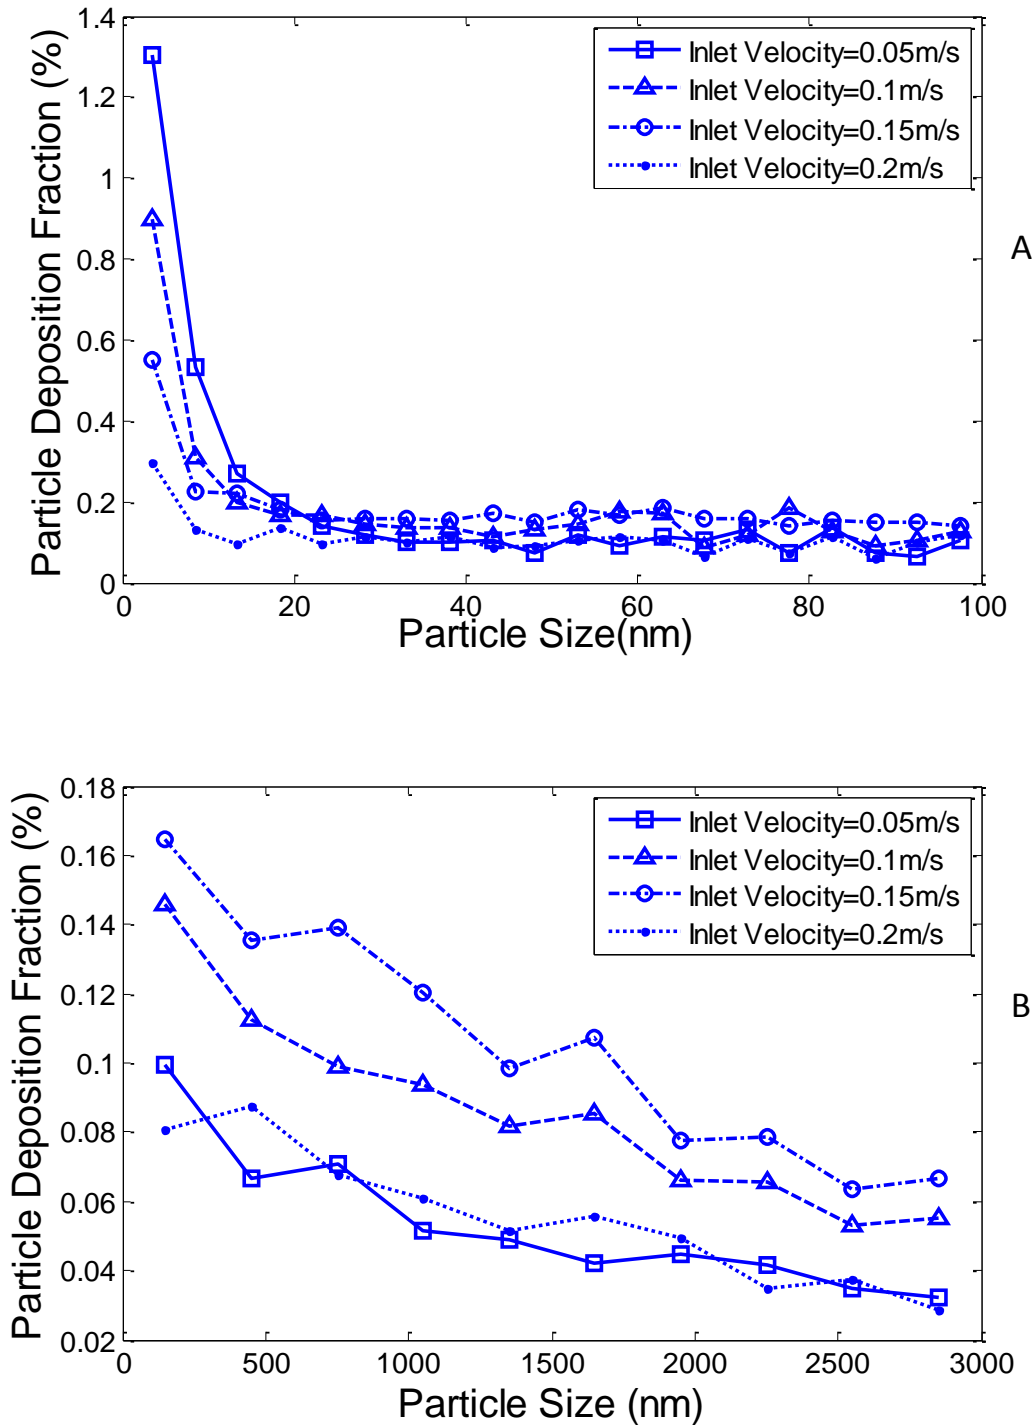 1.4
1.2
1
0.8
0.6
0.4
0.2
0
Particle Deposition Fraction (%)
Inlet Velocity=0.05m/s
Inlet Velocity=0.1m/s
Inlet Velocity=0.15m/s
Inlet Velocity=0.2m/s
A
0 20 40 60 80 100
Particle Size(nm)
0.18
0.16
0.14
0.12
0.1
0.08
0.06
0.04
0.02
Particle Deposition Fraction (%)
Inlet Velocity=0.05m/s
Inlet Velocity=0.1m/s
Inlet Velocity=0.15m/s
Inlet Velocity=0.2m/s
B
0 500 1000 1500 2000 2500 3000
Particle Size (nm)